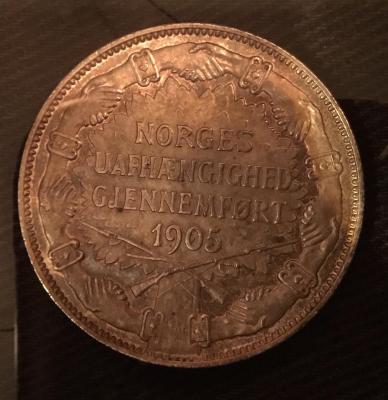 NORGES
UAFHÆNGIGHED
GJENNEMFØRT
1905